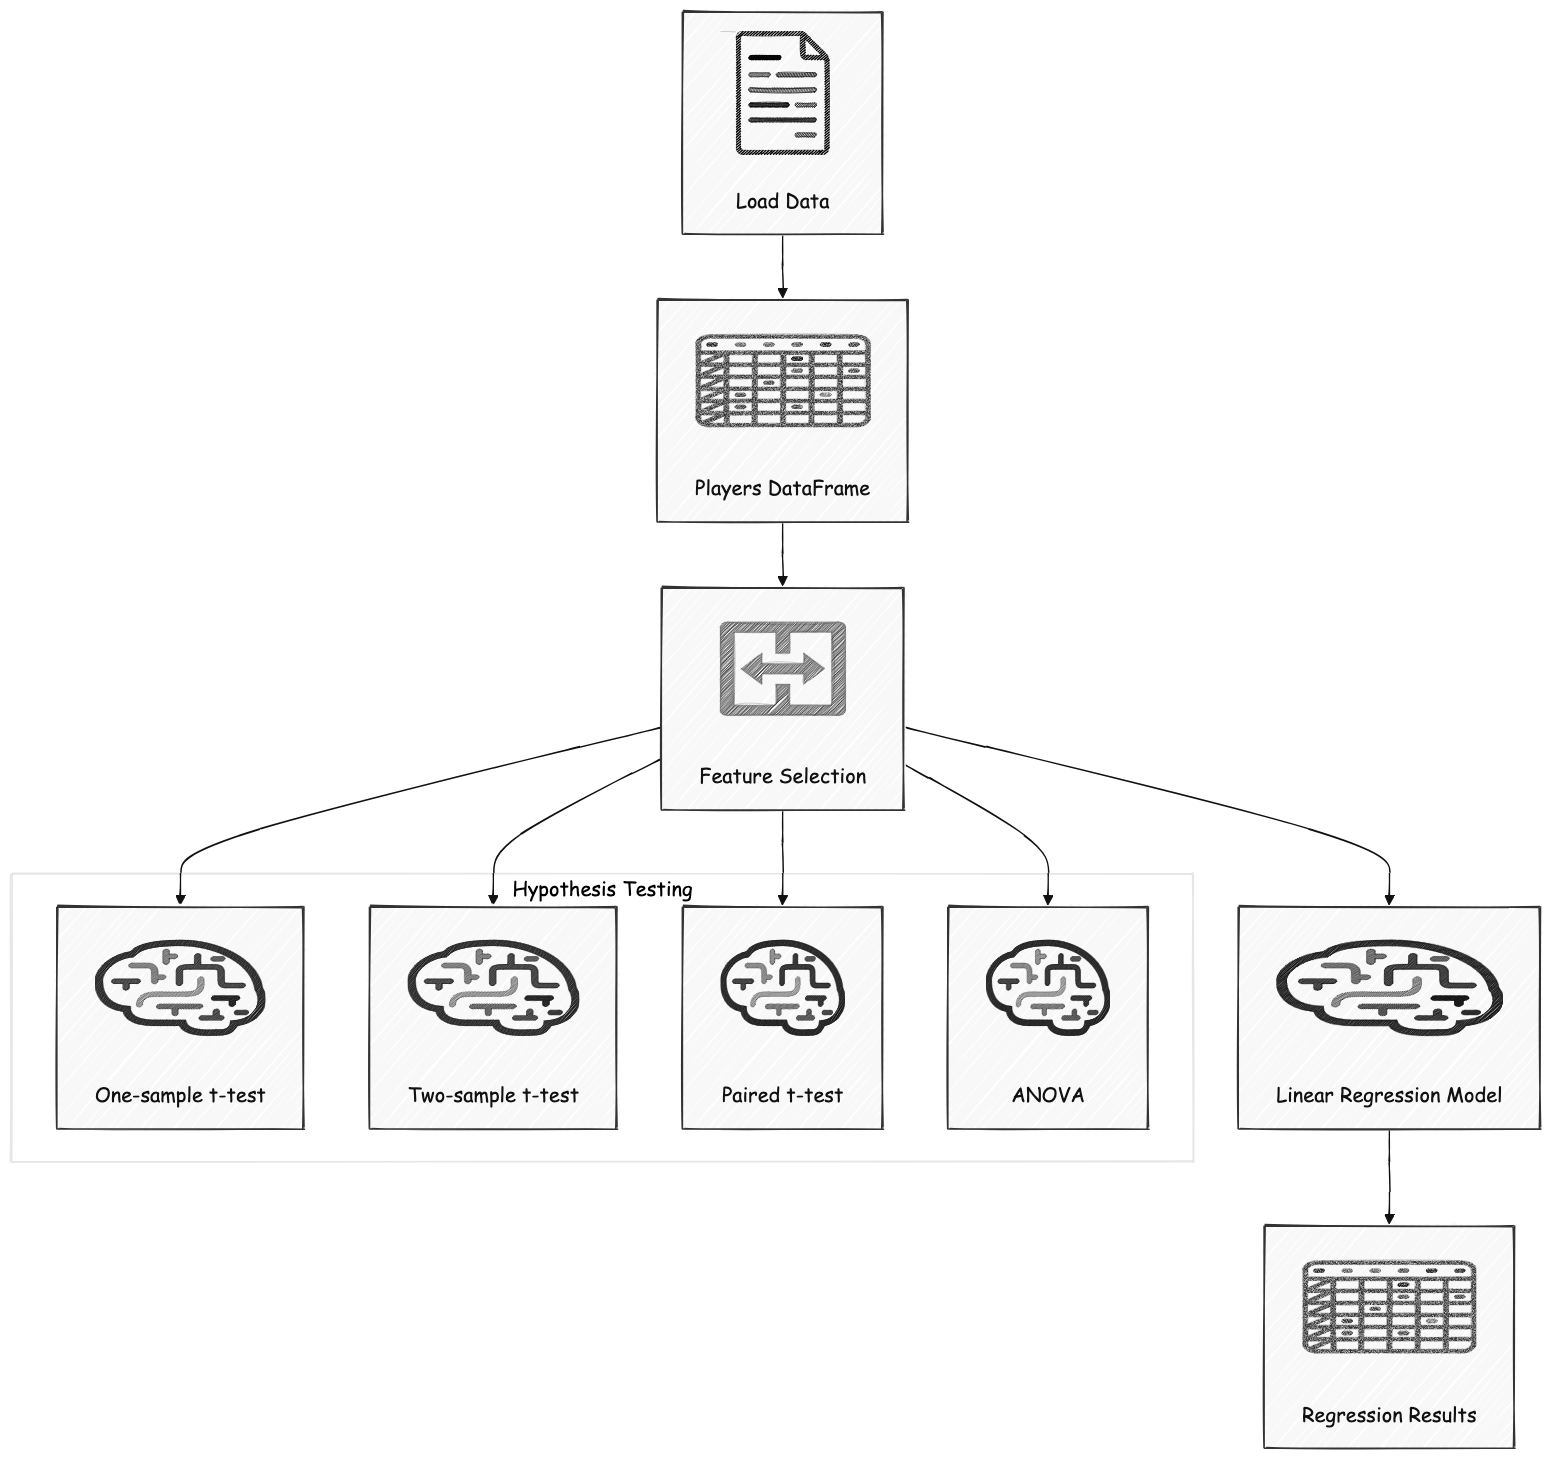 Load Data
Players DataFrame
Feature Selection
Hypothesis Testing
One-sample t-test
Two-sample t-test
Paired t-test
ANOVA
Linear Regression Model
Regression Results